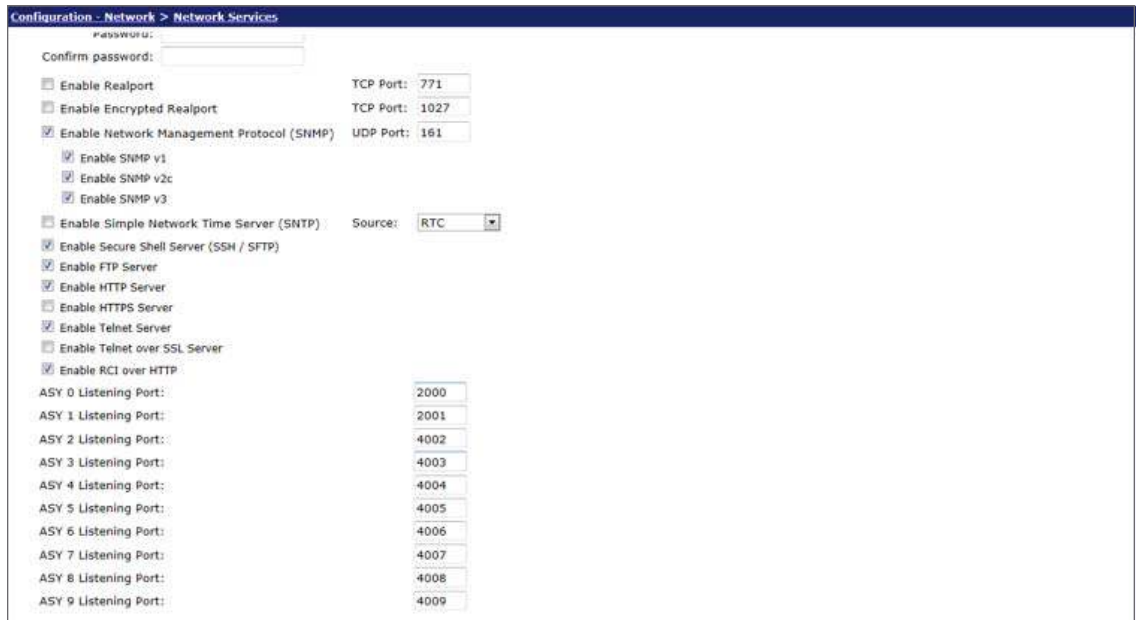 Configuration - Network > Network Services
Password:
Confirm password:
Enable Realport TCP Port: 771
Enable Encrypted Realport TCP Port: 1027
Enable Network Management Protocol (SNMP) UDP Port: 161
Enable SNMP v1
Enable SNMP v2c
Enable SNMP v3
Enable Simple Network Time Server (SNTP) Source: RTC
Enable Secure Shell Server (SSH / SFTP)
Enable FTP Server
Enable HTTP Server
Enable HTTPS Server
Enable Telnet Server
Enable Telnet over SSL Server
Enable RCI over HTTP
ASY 0 Listening Port: 2000
ASY 1 Listening Port: 2001
ASY 2 Listening Port: 4002
ASY 3 Listening Port: 4003
ASY 4 Listening Port: 4004
ASY 5 Listening Port: 4005
ASY 6 Listening Port: 4006
ASY 7 Listening Port: 4007
ASY 8 Listening Port: 4008
ASY 9 Listening Port: 4009